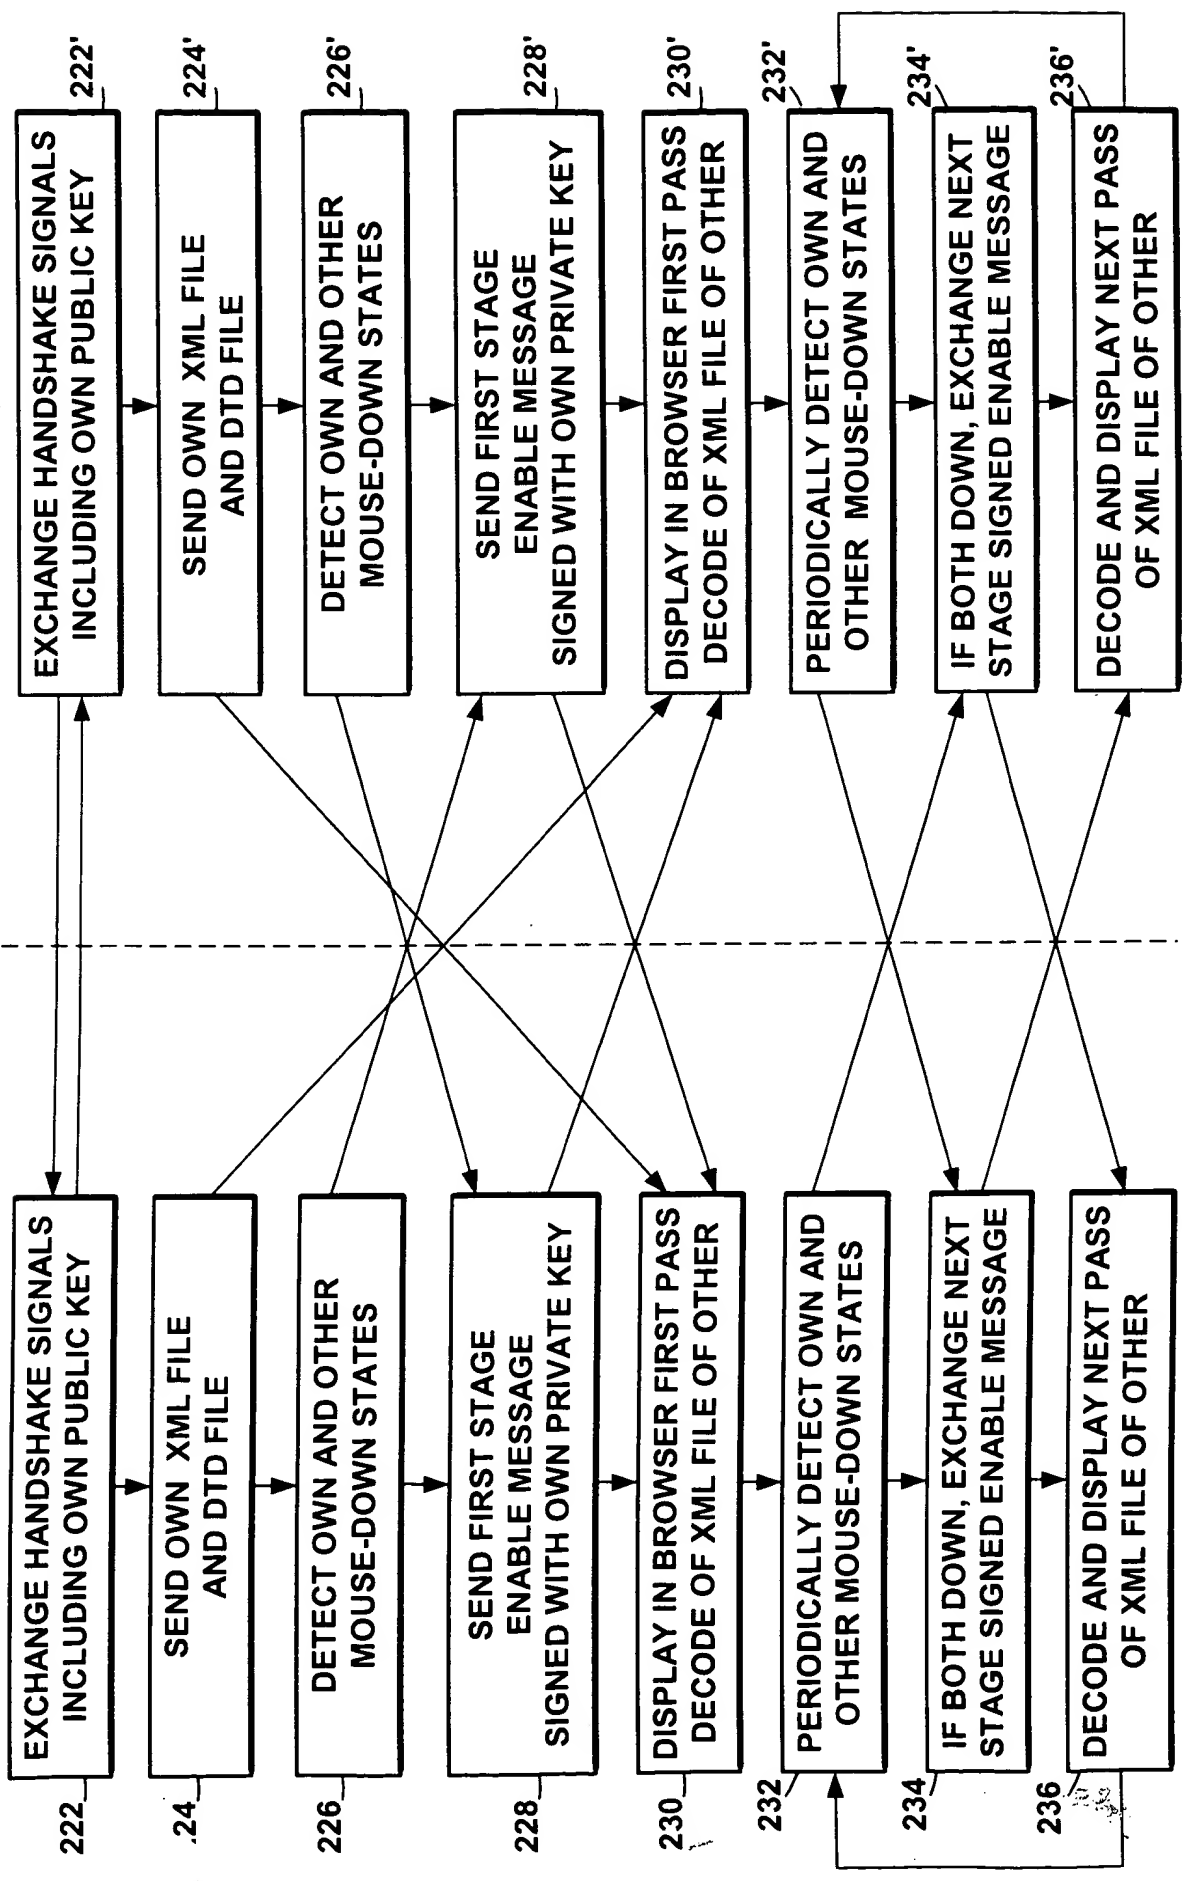 222
EXCHANGE HANDSHAKE SIGNALS
INCLUDING OWN PUBLIC KEY
.24
SEND OWN XML FILE
AND DTD FILE
226
DETECT OWN AND OTHER
MOUSE-DOWN STATES
228
SEND FIRST STAGE
ENABLE MESSAGE
SIGNED WITH OWN PRIVATE KEY
230
DISPLAY IN BROWSER FIRST PASS
DECODE OF XML FILE OF OTHER
232
PERIODICALLY DETECT OWN AND
OTHER MOUSE-DOWN STATES
234
IF BOTH DOWN, EXCHANGE NEXT
STAGE SIGNED ENABLE MESSAGE
236
DECODE AND DISPLAY NEXT PASS
OF XML FILE OF OTHER
222'
EXCHANGE HANDSHAKE SIGNALS
INCLUDING OWN PUBLIC KEY
224'
SEND OWN XML FILE
AND DTD FILE
226'
DETECT OWN AND OTHER
MOUSE-DOWN STATES
228'
SEND FIRST STAGE
ENABLE MESSAGE
SIGNED WITH OWN PRIVATE KEY
230'
DISPLAY IN BROWSER FIRST PASS
DECODE OF XML FILE OF OTHER
232'
PERIODICALLY DETECT OWN AND
OTHER MOUSE-DOWN STATES
234'
IF BOTH DOWN, EXCHANGE NEXT
STAGE SIGNED ENABLE MESSAGE
236'
DECODE AND DISPLAY NEXT PASS
OF XML FILE OF OTHER